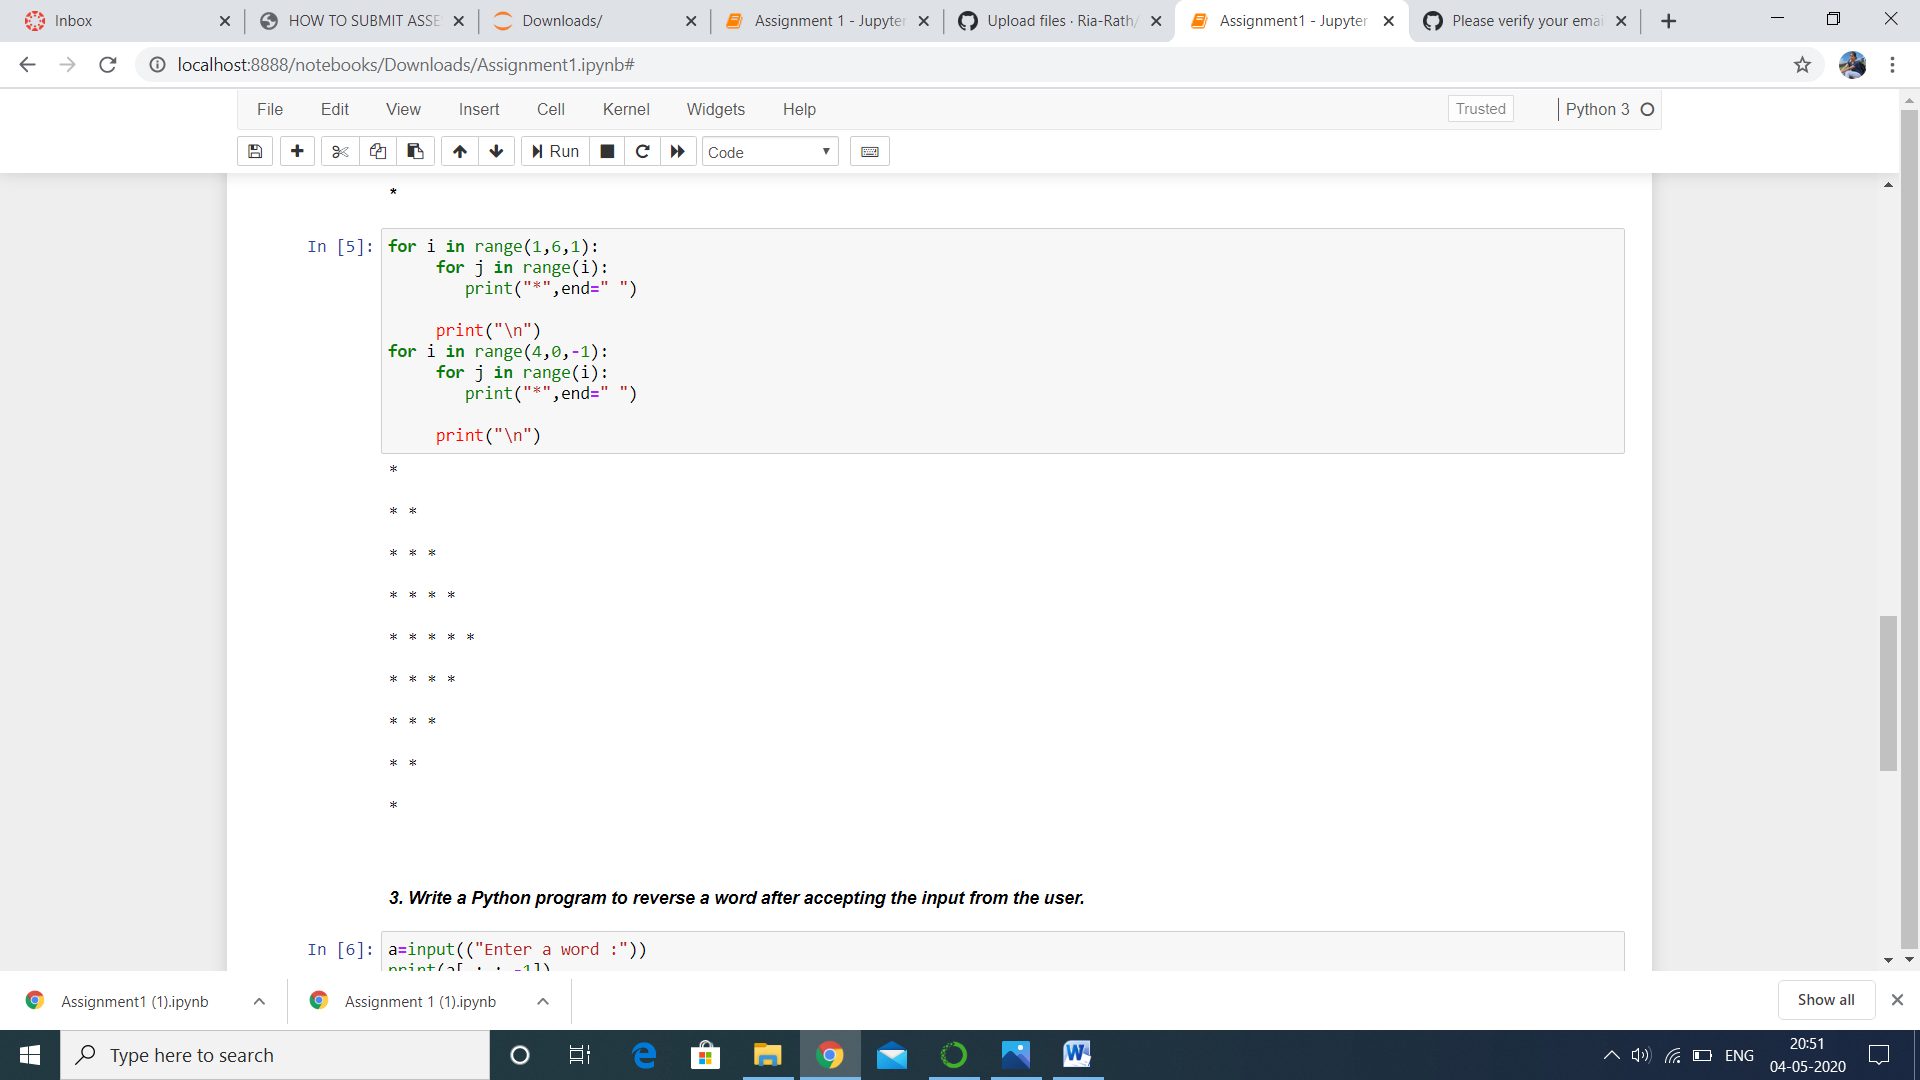 Inbox
HOW TO SUBMIT ASSE
Downloads/
Assignment 1 - Jupyter
Upload files · Ria-Rath/
Assignment1 - Jupyter
Please verify your emai
localhost:8888/notebooks/Downloads/Assignment1.ipynb#
File Edit View Insert Cell Kernel Widgets Help Trusted Python 3
Run Code
*
In [5]: for i in range(1,6,1):
for j in range(i):
print("*",end=" ")
print("\n")
for i in range(4,0,-1):
for j in range(i):
print("*",end=" ")
print("\n")
*
* *
* * *
* * * *
* * * * *
* * * *
* * *
* *
*
3. Write a Python program to reverse a word after accepting the input from the user.
In [6]: a=input(("Enter a word :"))
print(a[ : : -1])
Assignment1 (1).ipynb
Assignment 1 (1).ipynb
Show all
Type here to search
ENG
20:51
04-05-2020